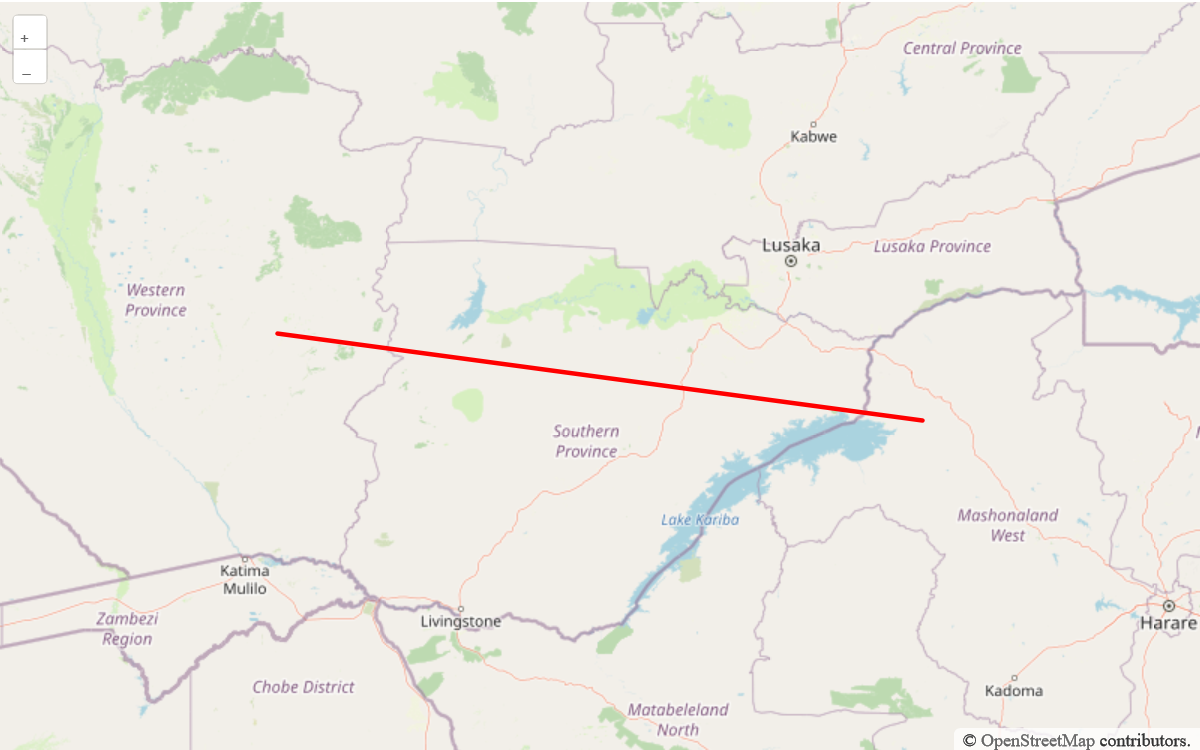 +
–
Central Province
Kabwe
Lusaka
Lusaka Province
Western
Province
Southern
Province
Lake Kariba
Mashonaland
West
Katima
Mulilo
Zambezi
Region
Livingstone
Harare
Chobe District
Kadoma
Matabeleland
North
© OpenStreetMap contributors.